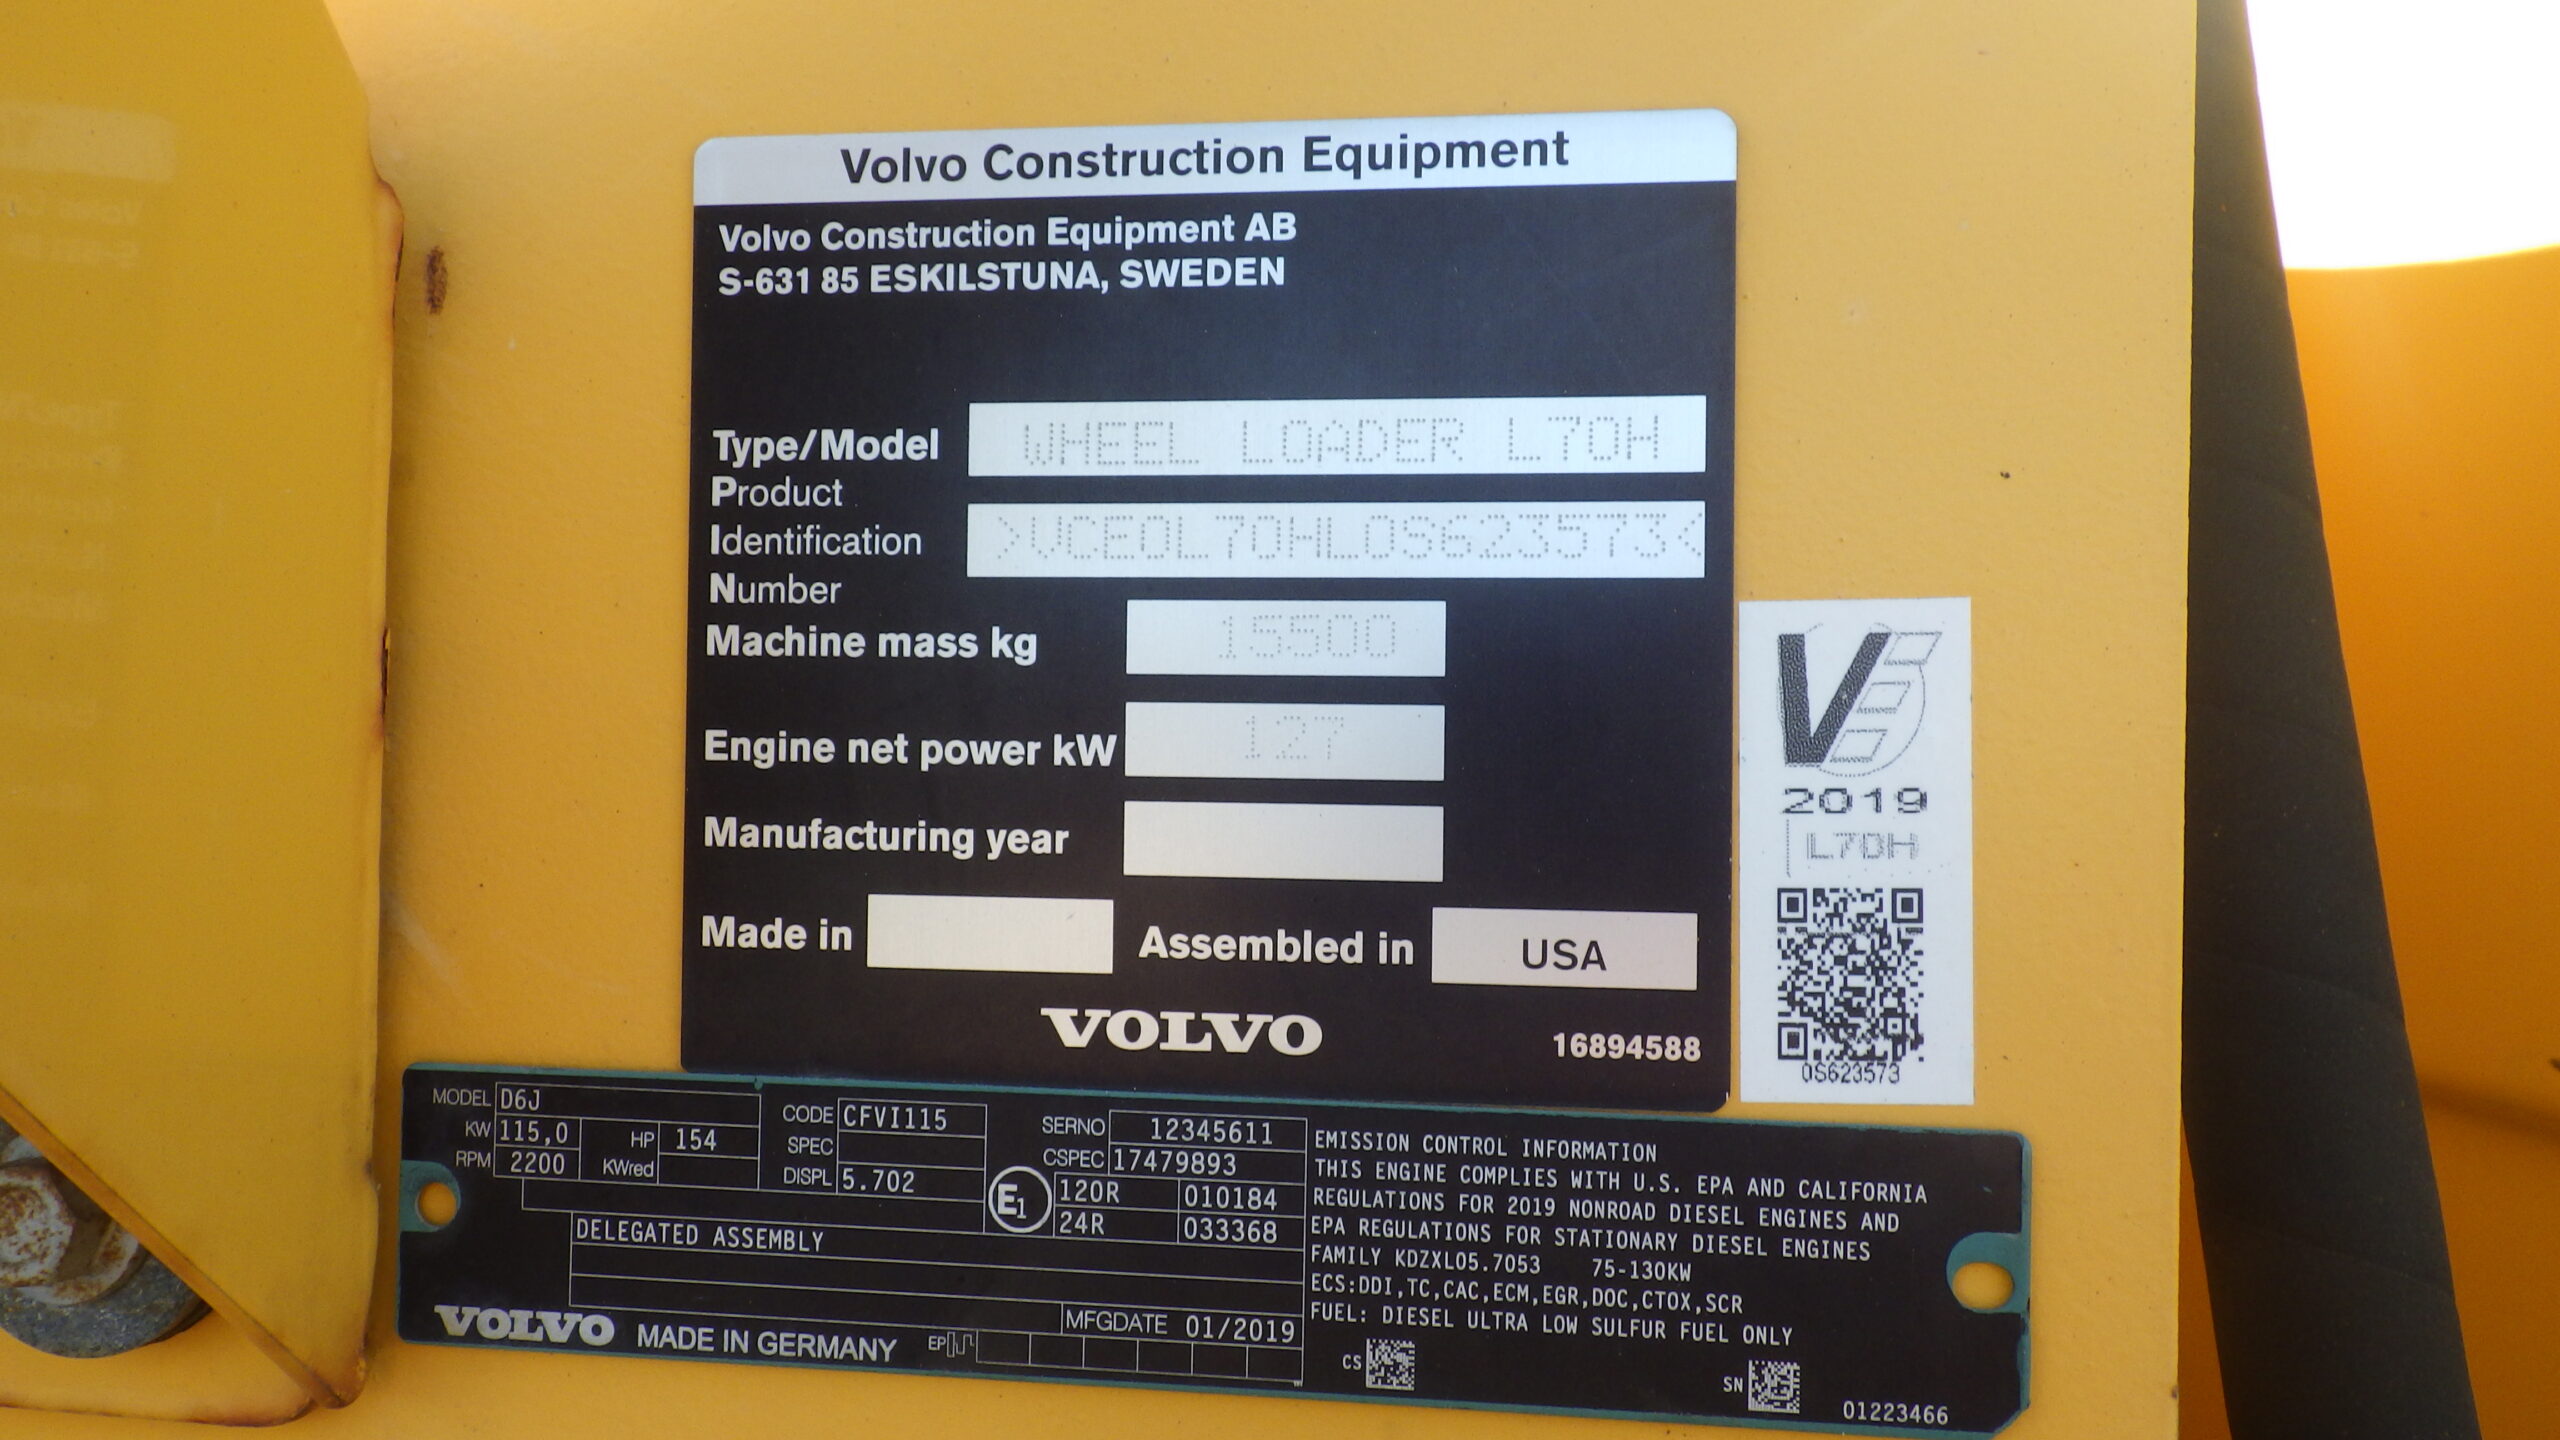 Volvo Construction Equipment
Volvo Construction Equipment AB
S-631 85 ESKILSTUNA, SWEDEN
Type/Model WHEEL LOADER L70H
Product
Identification >VCE0L70HL0S623573<
Number
Machine mass kg 15500
Engine net power kW 127
Manufacturing year
Made in Assembled in USA
VOLVO 16894588
2019
L70H
0S623573
MODEL D6J
KW 115,0 HP 154
RPM 2200 KWred
CODE CFVI115
SPEC
DISPL 5.702
SERNO 12345611
CSPEC 17479893
E1 120R 010184
24R 033368
DELEGATED ASSEMBLY
MFGDATE 01/2019
VOLVO MADE IN GERMANY EP
EMISSION CONTROL INFORMATION
THIS ENGINE COMPLIES WITH U.S. EPA AND CALIFORNIA
REGULATIONS FOR 2019 NONROAD DIESEL ENGINES AND
EPA REGULATIONS FOR STATIONARY DIESEL ENGINES
FAMILY KDZXL05.7053 75-130KW
ECS:DDI,TC,CAC,ECM,EGR,DOC,CTOX,SCR
FUEL: DIESEL ULTRA LOW SULFUR FUEL ONLY
CS SN 01223466